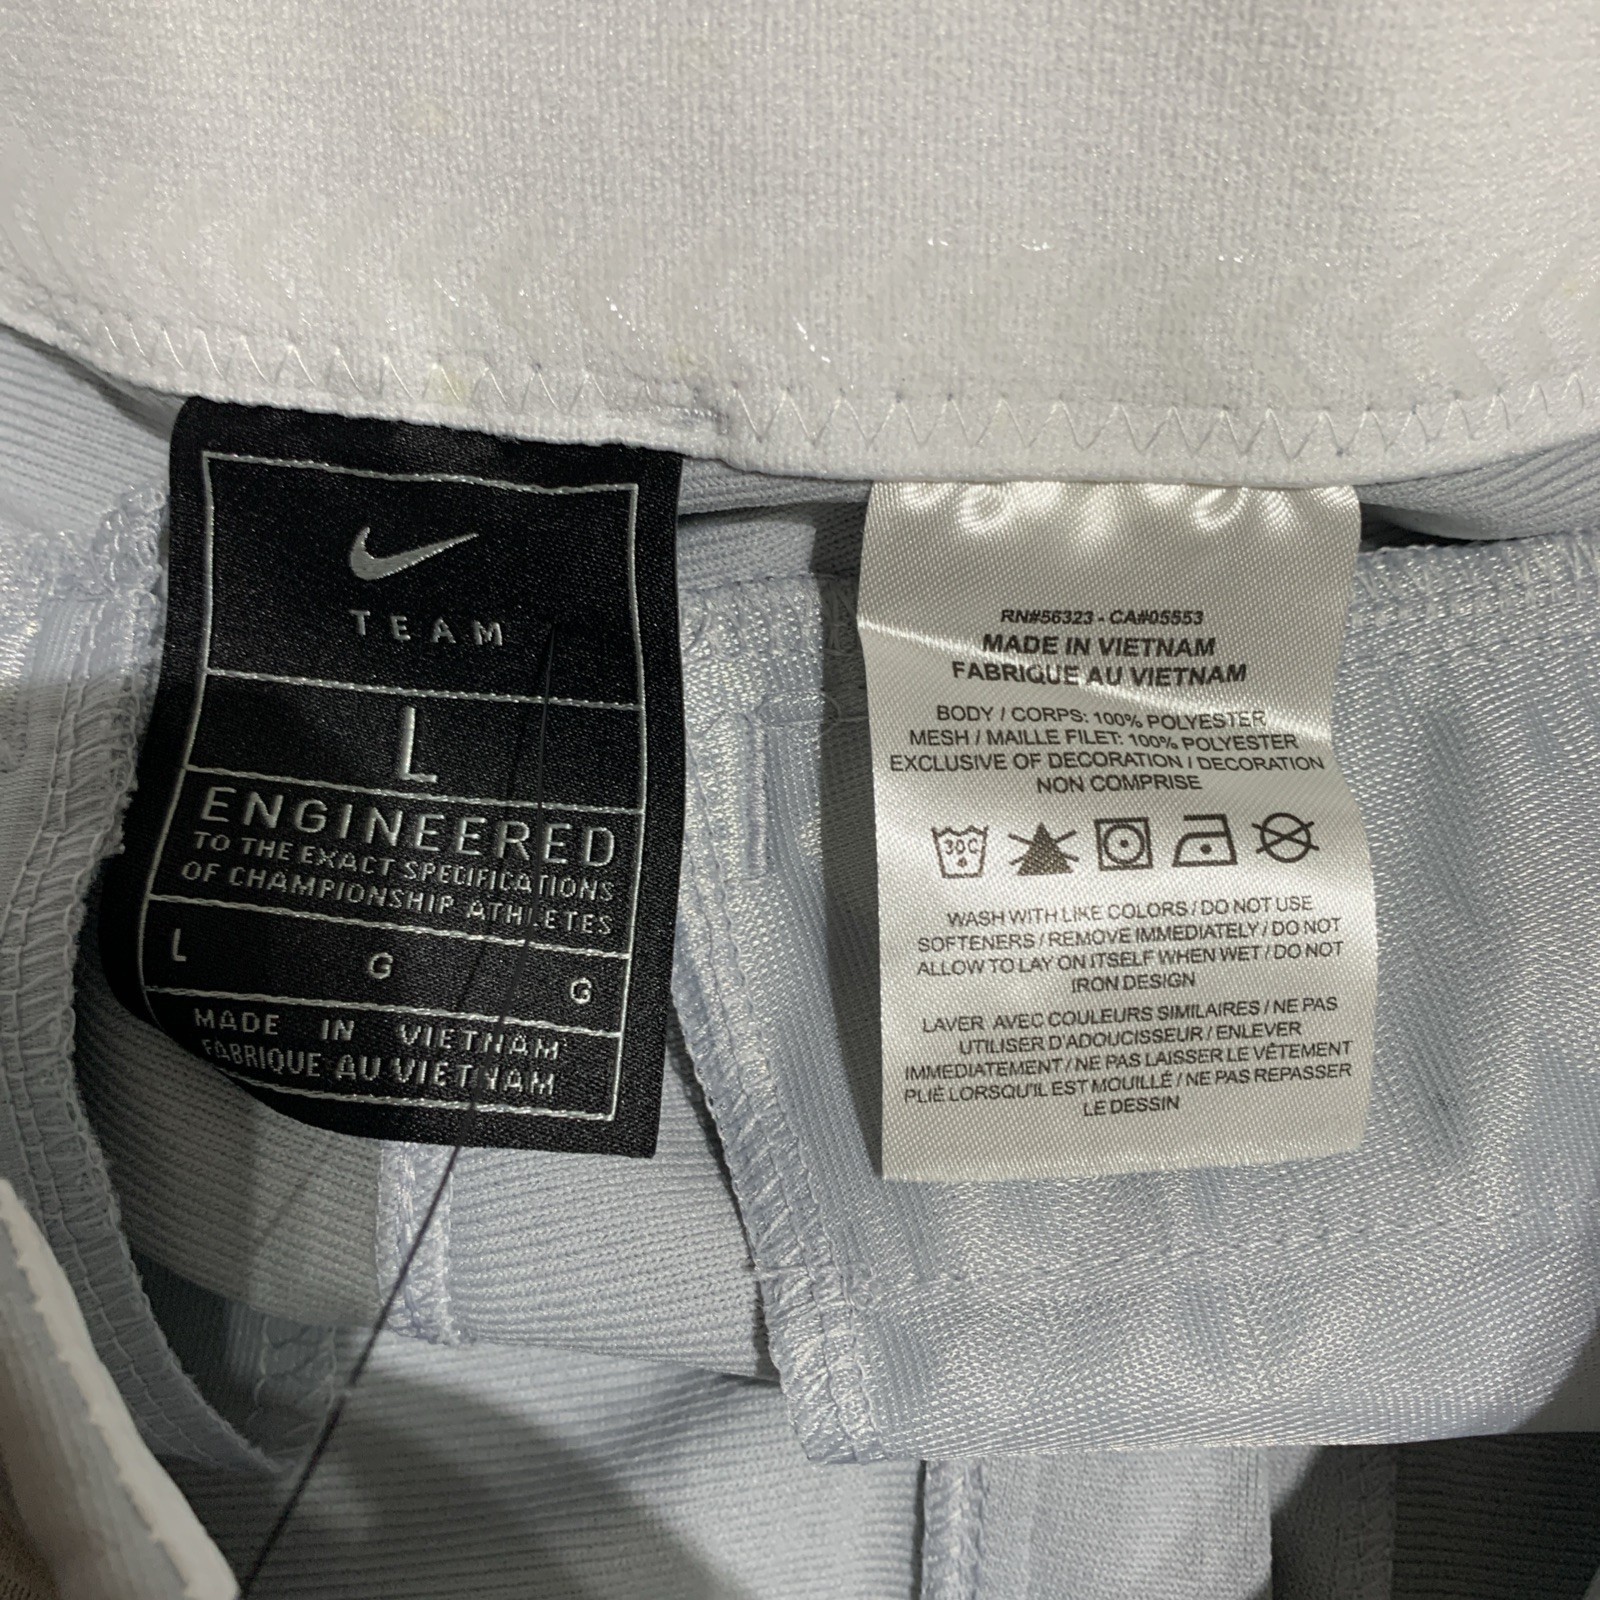 TEAM
L
ENGINEERED
TO THE EXACT SPECIFICATIONS
OF CHAMPIONSHIP ATHLETES
L G G
MADE IN VIETNAM
FABRIQUE AU VIETNAM
RN#56323 - CA#05553
MADE IN VIETNAM
FABRIQUE AU VIETNAM
BODY / CORPS: 100% POLYESTER
MESH / MAILLE FILET: 100% POLYESTER
EXCLUSIVE OF DECORATION / DECORATION
NON COMPRISE
30C
WASH WITH LIKE COLORS / DO NOT USE
SOFTENERS / REMOVE IMMEDIATELY / DO NOT
ALLOW TO LAY ON ITSELF WHEN WET / DO NOT
IRON DESIGN
LAVER AVEC COULEURS SIMILAIRES / NE PAS
UTILISER D'ADOUCISSEUR / ENLEVER
IMMEDIATEMENT / NE PAS LAISSER LE VÊTEMENT
PLIÉ LORSQU'IL EST MOUILLÉ / NE PAS REPASSER
LE DESSIN